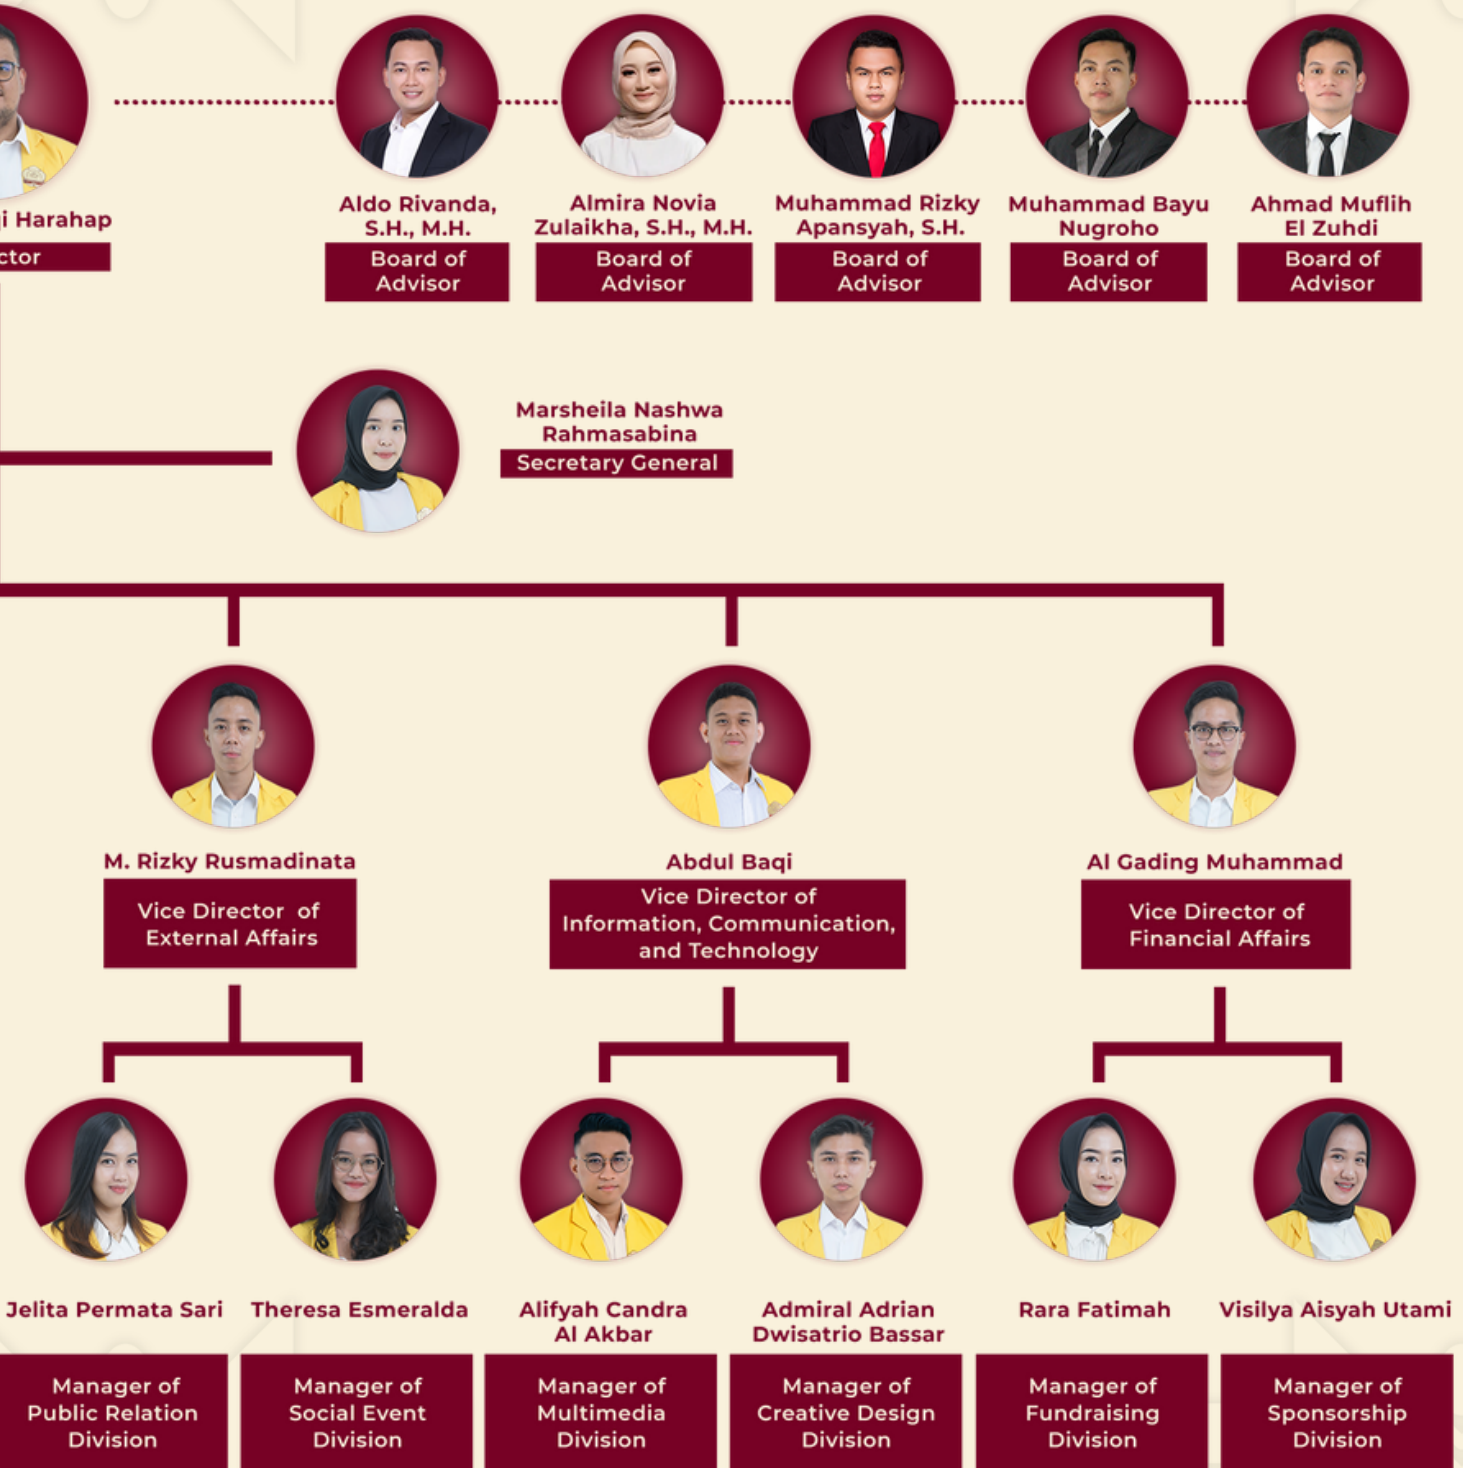 Harahap
Aldo Rivanda,
S.H., M.H.
Board of
Advisor
Almira Novia
Zulaikha, S.H., M.H.
Board of
Advisor
Muhammad Rizky
Apansyah, S.H.
Board of
Advisor
Muhammad Bayu
Nugroho
Board of
Advisor
Ahmad Muflih
El Zuhdi
Board of
Advisor
Marsheila Nashwa
Rahmasabina
Secretary General
M. Rizky Rusmadinata
Vice Director of
External Affairs
Abdul Baqi
Vice Director of
Information, Communication,
and Technology
Al Gading Muhammad
Vice Director of
Financial Affairs
Jelita Permata Sari
Manager of
Public Relation
Division
Theresa Esmeralda
Manager of
Social Event
Division
Alifyah Candra
Al Akbar
Manager of
Multimedia
Division
Admiral Adrian
Dwisatrio Bassar
Manager of
Creative Design
Division
Rara Fatimah
Manager of
Fundraising
Division
Visilya Aisyah Utami
Manager of
Sponsorship
Division